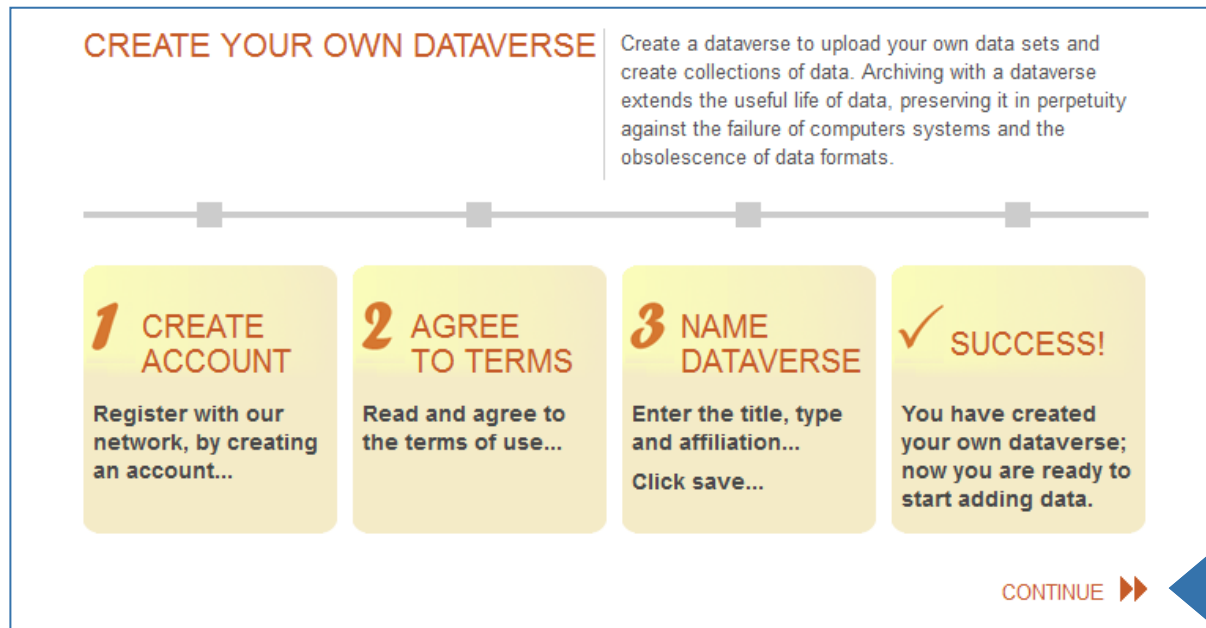 CREATE YOUR OWN DATAVERSE
Create a dataverse to upload your own data sets and
create collections of data. Archiving with a dataverse
extends the useful life of data, preserving it in perpetuity
against the failure of computers systems and the
obsolescence of data formats.
1 CREATE
ACCOUNT
Register with our
network, by creating
an account...
2 AGREE
TO TERMS
Read and agree to
the terms of use...
3 NAME
DATAVERSE
Enter the title, type
and affiliation...
Click save...
SUCCESS!
You have created
your own dataverse;
now you are ready to
start adding data.
CONTINUE